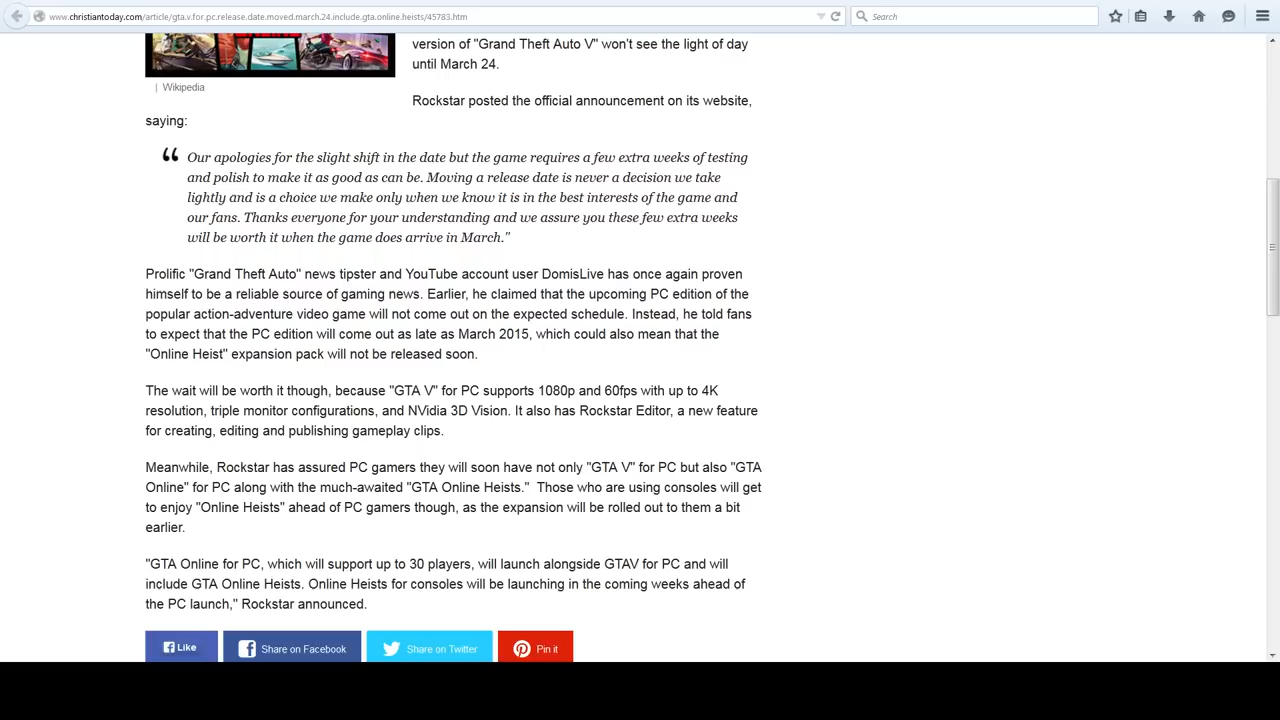 www.christiantoday.com/article/gta.v.for.pc.release.date.moved.march.24.include.gta.online.heists/45783.htm
Search
version of "Grand Theft Auto V" won't see the light of day
until March 24.
| Wikipedia
Rockstar posted the official announcement on its website,
saying:
“ Our apologies for the slight shift in the date but the game requires a few extra weeks of testing
and polish to make it as good as can be. Moving a release date is never a decision we take
lightly and is a choice we make only when we know it is in the best interests of the game and
our fans. Thanks everyone for your understanding and we assure you these few extra weeks
will be worth it when the game does arrive in March."
Prolific "Grand Theft Auto" news tipster and YouTube account user DomisLive has once again proven
himself to be a reliable source of gaming news. Earlier, he claimed that the upcoming PC edition of the
popular action-adventure video game will not come out on the expected schedule. Instead, he told fans
to expect that the PC edition will come out as late as March 2015, which could also mean that the
"Online Heist" expansion pack will not be released soon.
The wait will be worth it though, because "GTA V" for PC supports 1080p and 60fps with up to 4K
resolution, triple monitor configurations, and NVidia 3D Vision. It also has Rockstar Editor, a new feature
for creating, editing and publishing gameplay clips.
Meanwhile, Rockstar has assured PC gamers they will soon have not only "GTA V" for PC but also "GTA
Online" for PC along with the much-awaited "GTA Online Heists."  Those who are using consoles will get
to enjoy "Online Heists" ahead of PC gamers though, as the expansion will be rolled out to them a bit
earlier.
"GTA Online for PC, which will support up to 30 players, will launch alongside GTAV for PC and will
include GTA Online Heists. Online Heists for consoles will be launching in the coming weeks ahead of
the PC launch," Rockstar announced.
Like
Share on Facebook
Share on Twitter
Pin it